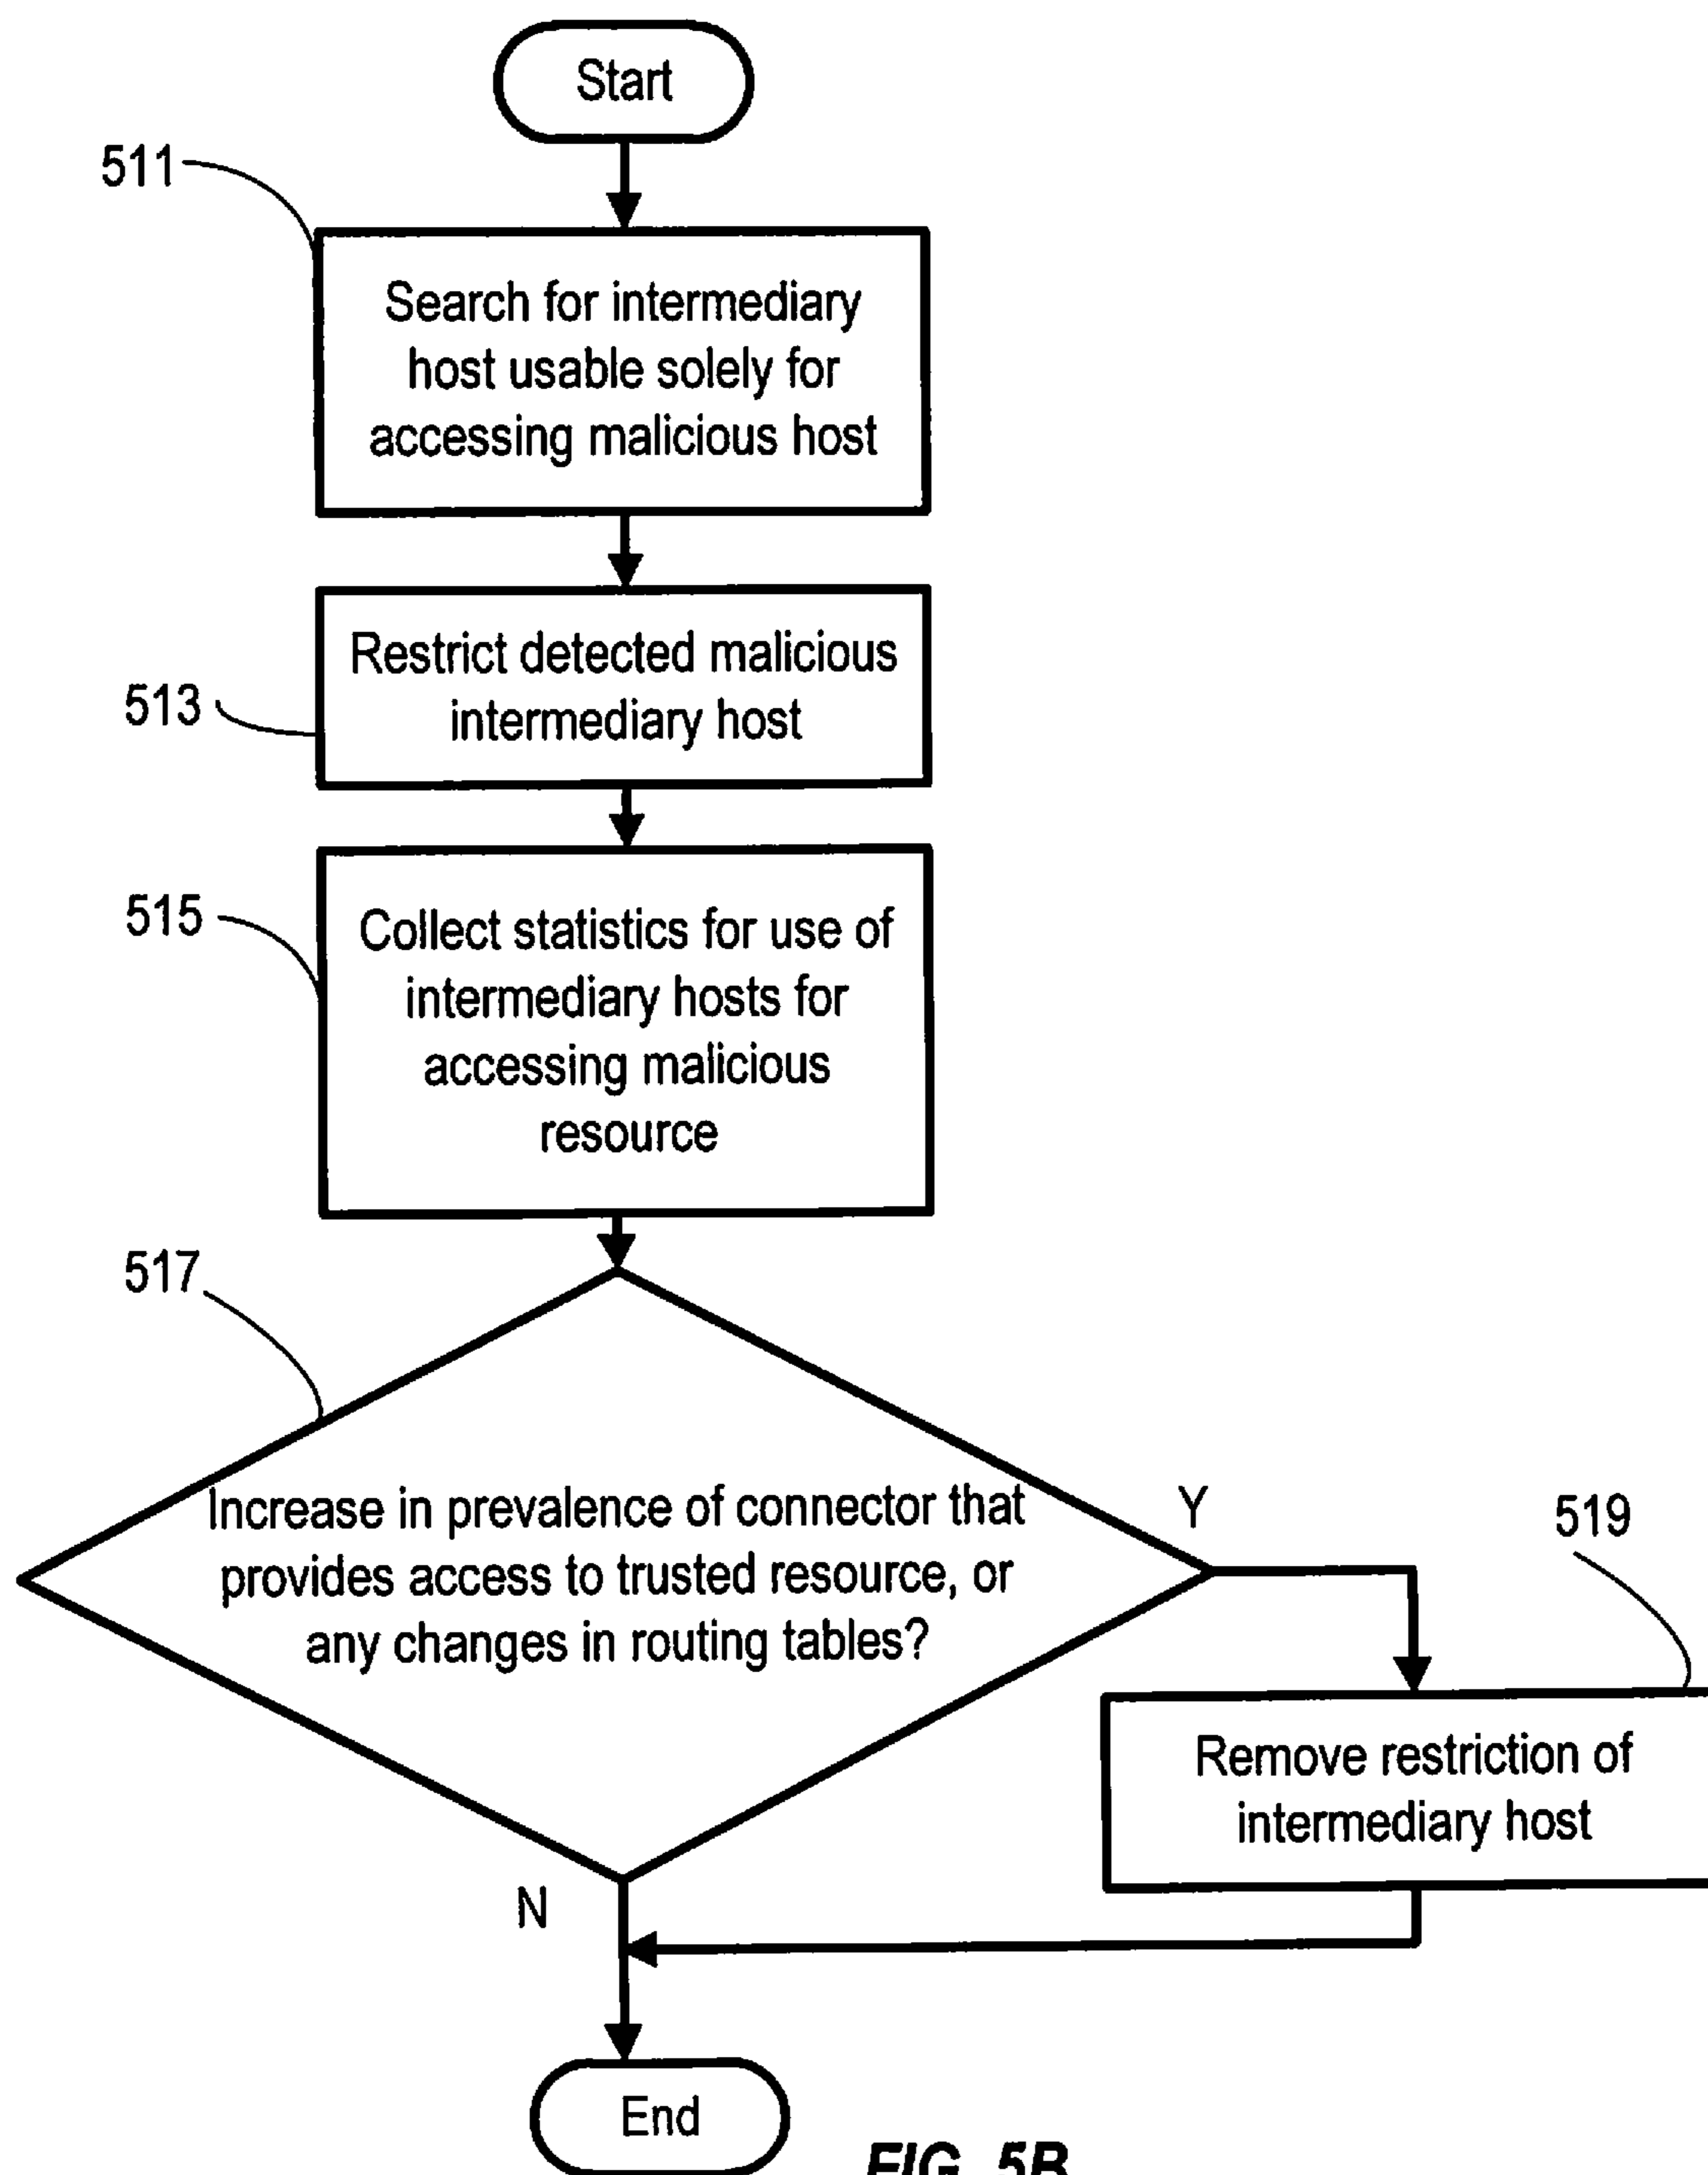 Start
511
Search for intermediary
host usable solely for
accessing malicious host
513
Restrict detected malicious
intermediary host
515
Collect statistics for use of
intermediary hosts for
accessing malicious
resource
517
Increase in prevalence of connector that
provides access to trusted resource, or
any changes in routing tables?
Y
519
Remove restriction of
intermediary host
N
End
FIG. 5B